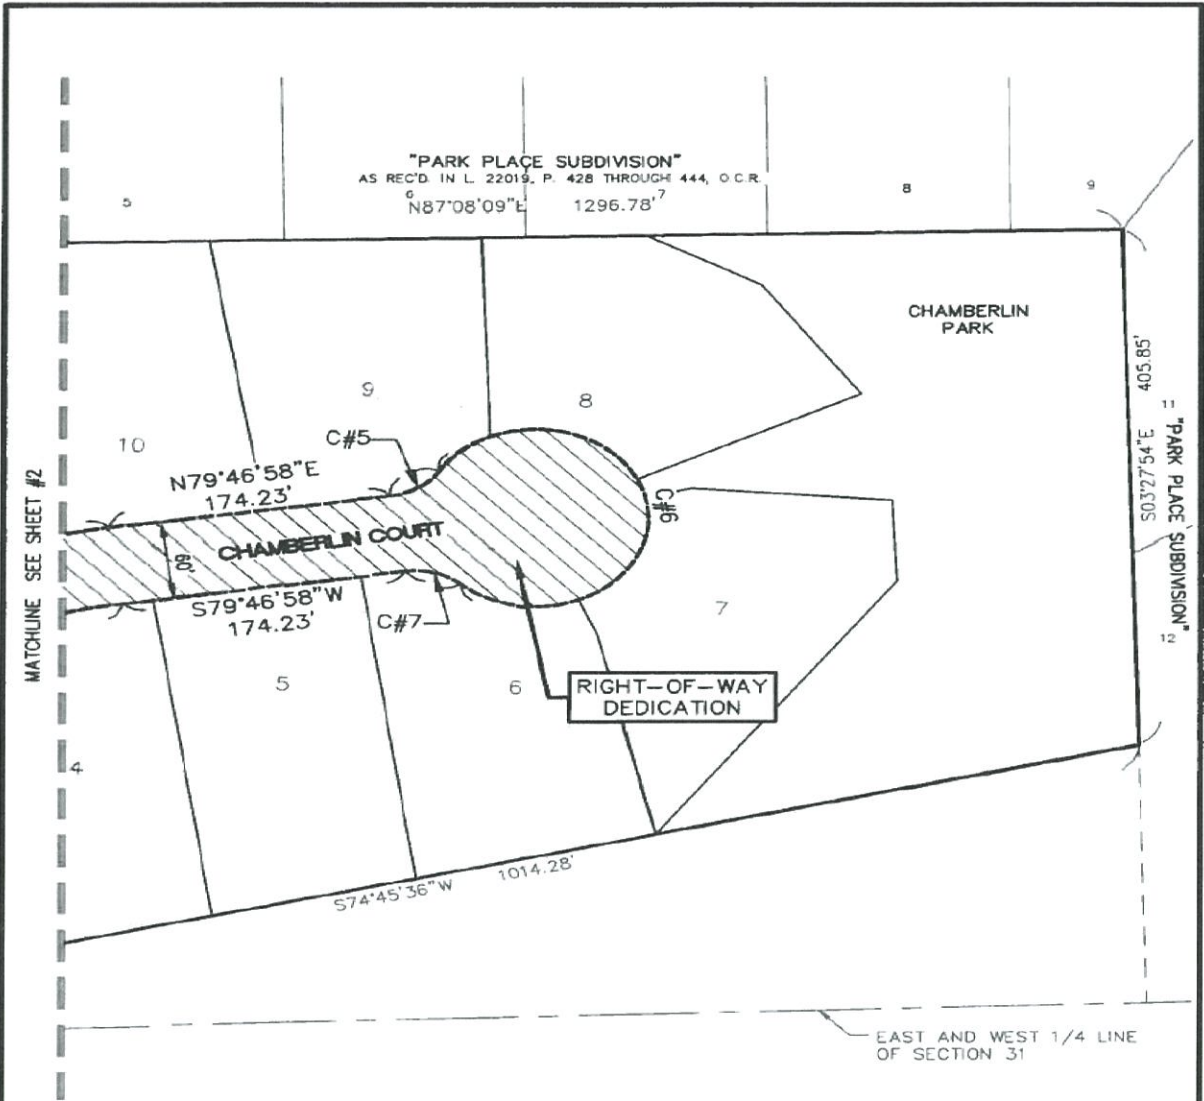 "PARK PLACE SUBDIVISION"
AS REC'D. IN L. 22019, P. 428 THROUGH 444, O.C.R.
5
6
7
8
9
N87°08'09"E 1296.78'
CHAMBERLIN
PARK
S03°27'54"E 405.85'
11
"PARK PLACE SUBDIVISION"
12
9
8
10
C#5
N79°46'58"E
174.23'
C#6
CHAMBERLIN COURT
60'
MATCHLINE SEE SHEET #2
S79°46'58"W
174.23'
C#7
7
5
6
RIGHT-OF-WAY
DEDICATION
4
S74°45'36"W 1014.28'
EAST AND WEST 1/4 LINE
OF SECTION 31